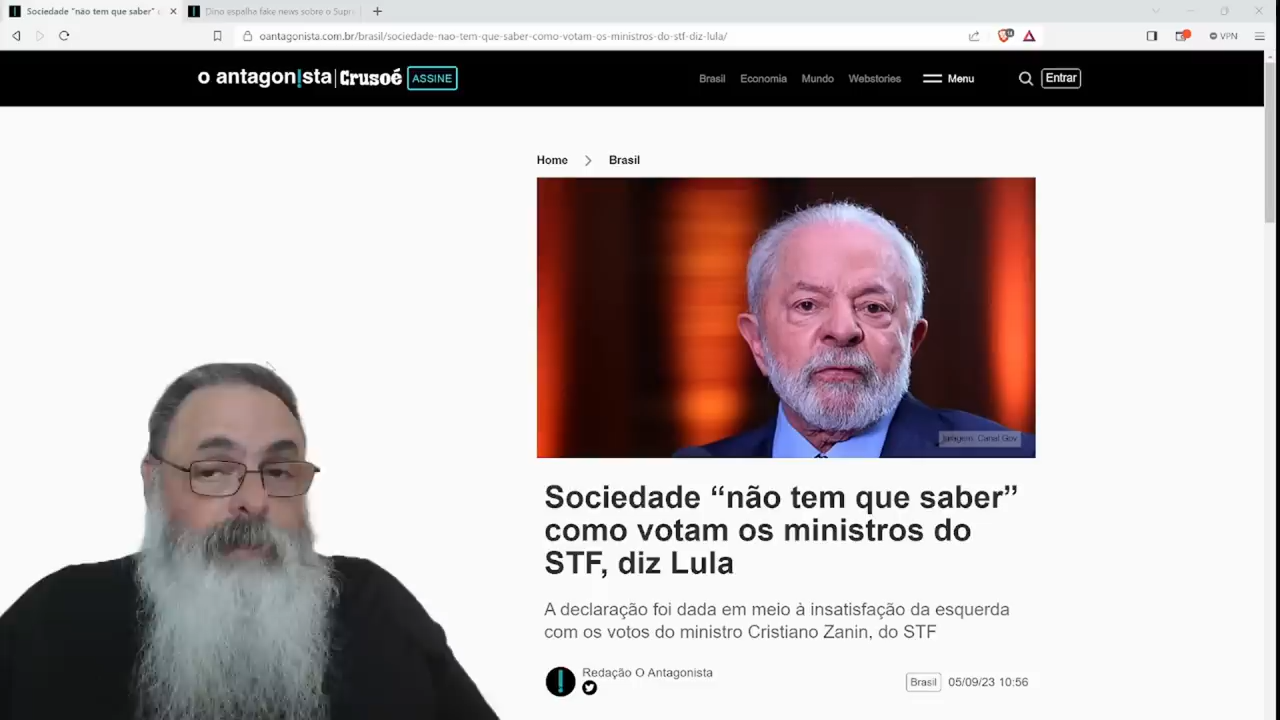 Sociedade "não tem que saber"
Dino espalha fake news sobre o Supr
oantagonista.com.br/brasil/sociedade-nao-tem-que-saber-como-votam-os-ministros-do-stf-diz-lula/
VPN
o antagon!sta
Crusoé
ASSINE
Brasil
Economia
Mundo
Webstories
Menu
Entrar
Home
Brasil
Imagem: Canal Gov
Sociedade “não tem que saber”
como votam os ministros do
STF, diz Lula
A declaração foi dada em meio à insatisfação da esquerda
com os votos do ministro Cristiano Zanin, do STF
Redação O Antagonista
Brasil
05/09/23 10:56